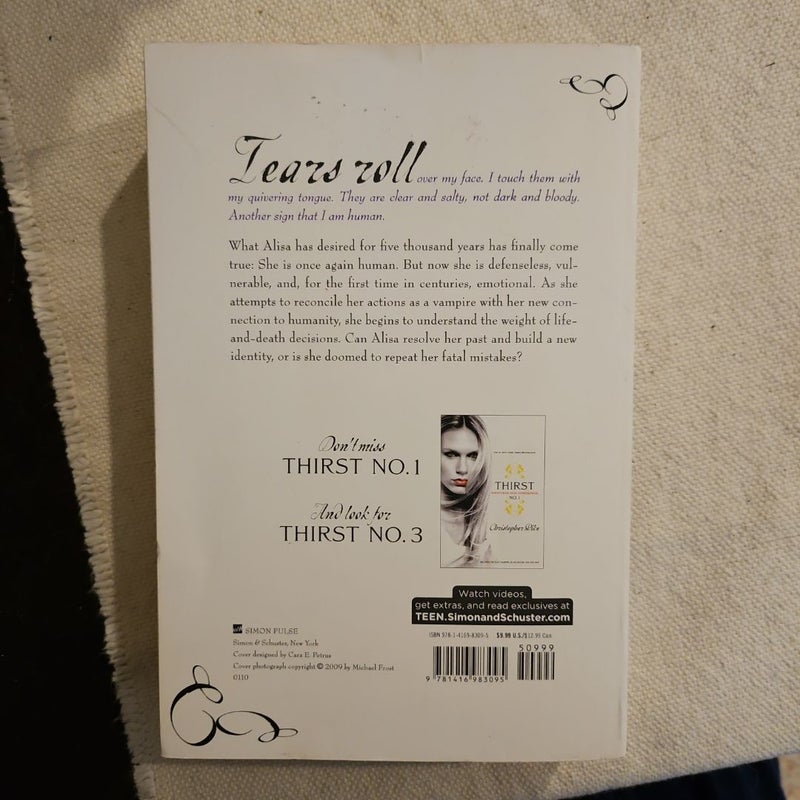 Tears roll over my face. I touch them with
my quivering tongue. They are clear and salty, not dark and bloody.
Another sign that I am human.
What Alisa has desired for five thousand years has finally come
true: She is once again human. But now she is defenseless, vul-
nerable, and, for the first time in centuries, emotional. As she
attempts to reconcile her actions as a vampire with her new con-
nection to humanity, she begins to understand the weight of life-
and-death decisions. Can Alisa resolve her past and build a new
identity, or is she doomed to repeat her fatal mistakes?
Don't miss
THIRST NO. 1
And look for
THIRST NO. 3
THIRST
NO. 1
Christopher Pike
Watch videos,
get extras, and read exclusives at
TEEN.SimonandSchuster.com
SIMON PULSE
Simon & Schuster, New York
Cover designed by Cara E. Petrus
Cover photograph copyright © 2009 by Michael Frost
0110
ISBN 978-1-4169-8309-5 $9.99 U.S./$12.99 Can.
50999
9 781416 983095